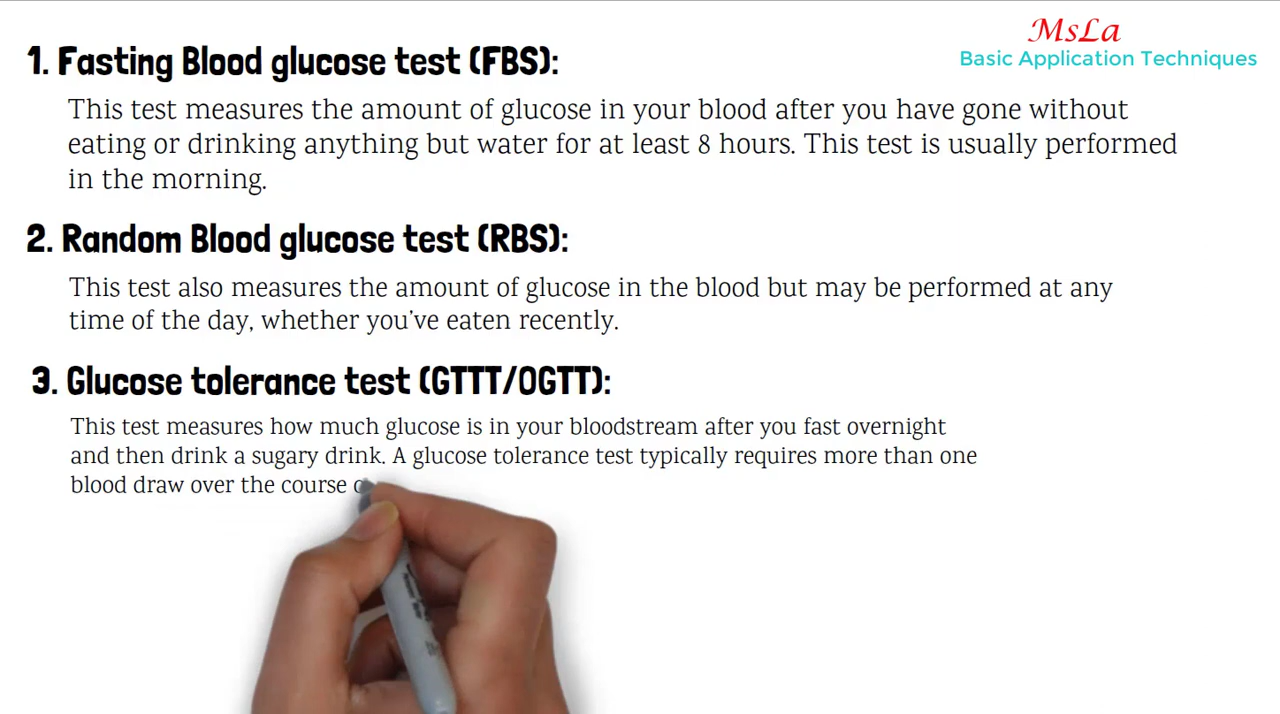 MsLa
Basic Application Techniques
1. Fasting Blood glucose test (FBS):
This test measures the amount of glucose in your blood after you have gone without
eating or drinking anything but water for at least 8 hours. This test is usually performed
in the morning.
2. Random Blood glucose test (RBS):
This test also measures the amount of glucose in the blood but may be performed at any
time of the day, whether you've eaten recently.
3. Glucose tolerance test (GTTT/OGTT):
This test measures how much glucose is in your bloodstream after you fast overnight
and then drink a sugary drink. A glucose tolerance test typically requires more than one
blood draw over the course